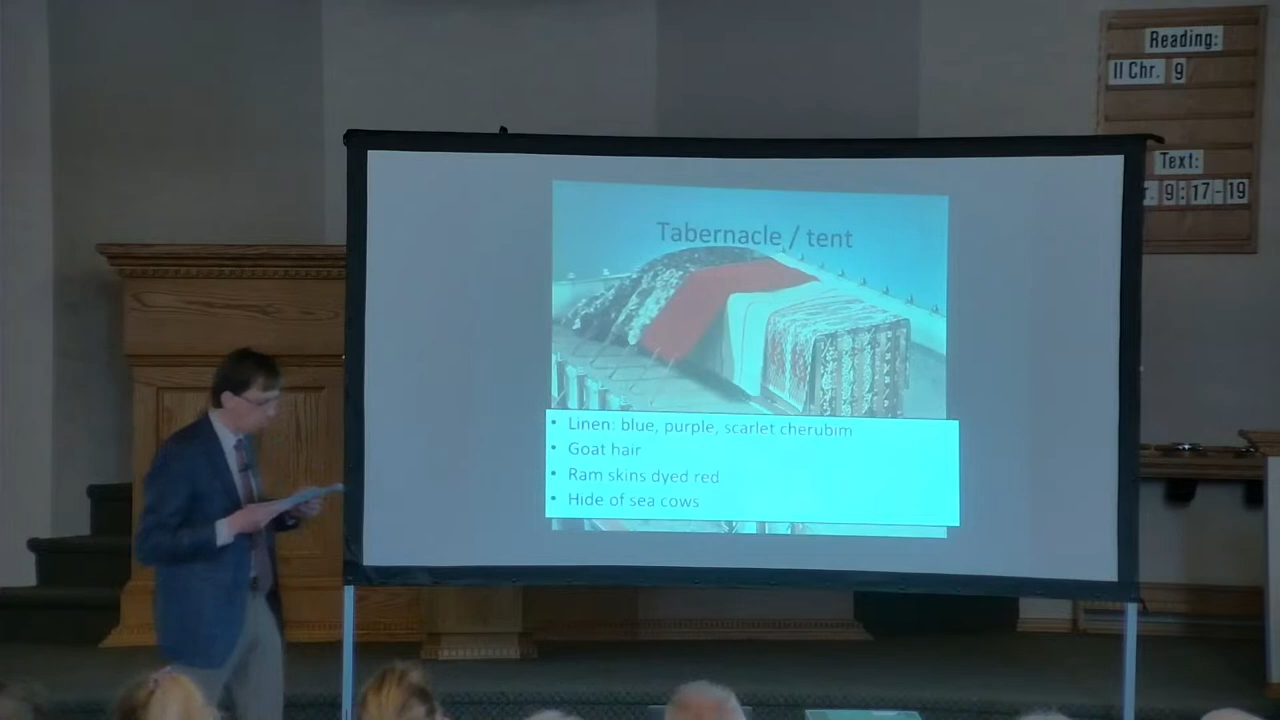 Reading:
II Chr. 9
Text:
9:17-19
Tabernacle / tent
• Linen: blue, purple, scarlet cherubim
• Goat hair
• Ram skins dyed red
• Hide of sea cows